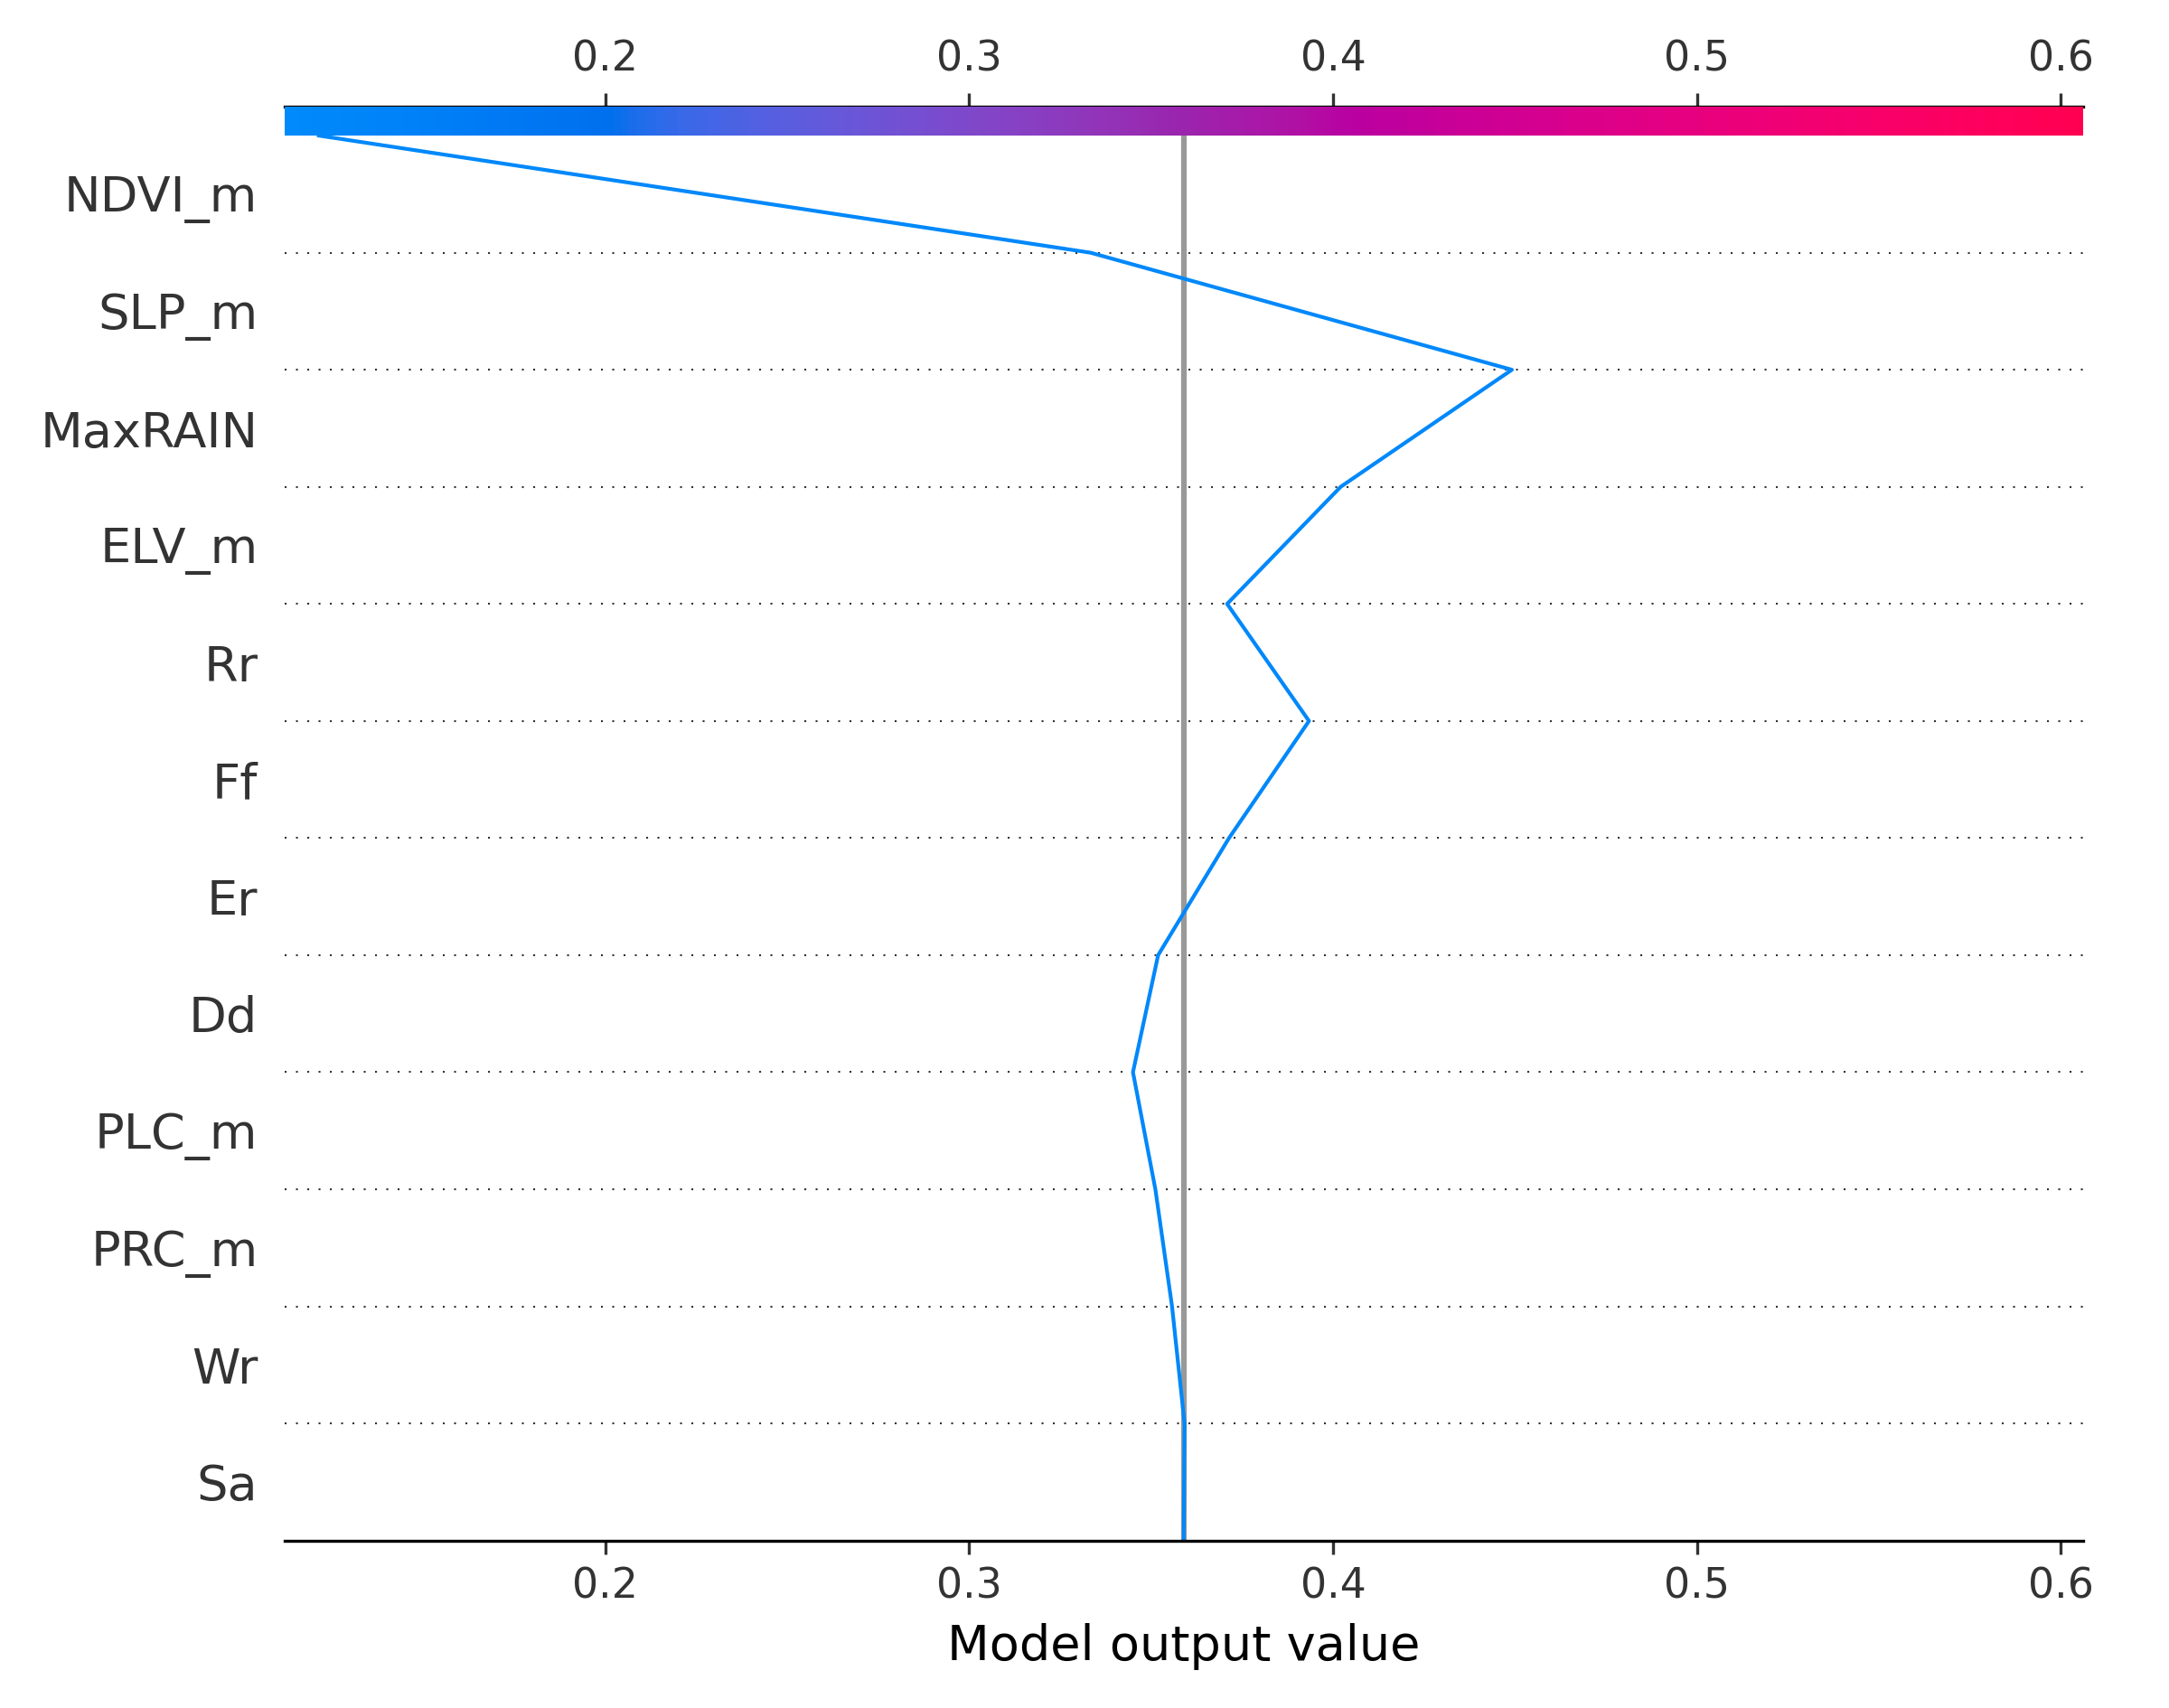 0.2 0.3 0.4 0.5 0.6
NDVI_m
SLP_m
MaxRAIN
ELV_m
Rr
Ff
Er
Dd
PLC_m
PRC_m
Wr
Sa
0.2 0.3 0.4 0.5 0.6
Model output value